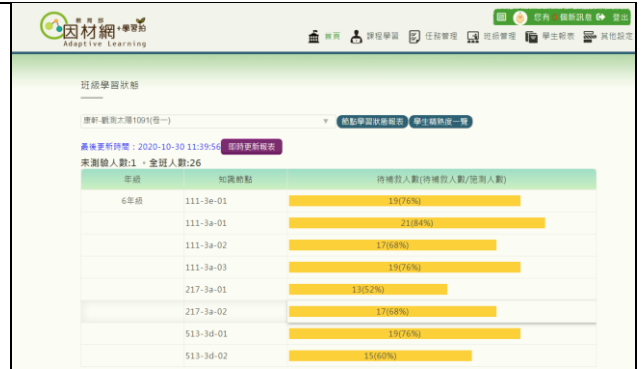 教 育 部
因材網+學習拍
Adaptive Learning
您有 個新訊息 登出
首頁 課程學習 任務管理 班級管理 學生報表 其他設定
班級學習狀態
康軒-觀測太陽1091(卷一) 節點學習狀態報表 學生精熟度一覽
最後更新時間：2020-10-30 11:39:56 即時更新報表
未測驗人數:1 ，全班人數:26
年級 知識節點 待補救人數(待補救人數/施測人數)
6年級 111-3e-01 19(76%)
111-3a-01 21(84%)
111-3a-02 17(68%)
111-3a-03 19(76%)
217-3a-01 13(52%)
217-3a-02 17(68%)
513-3d-01 19(76%)
513-3d-02 15(60%)